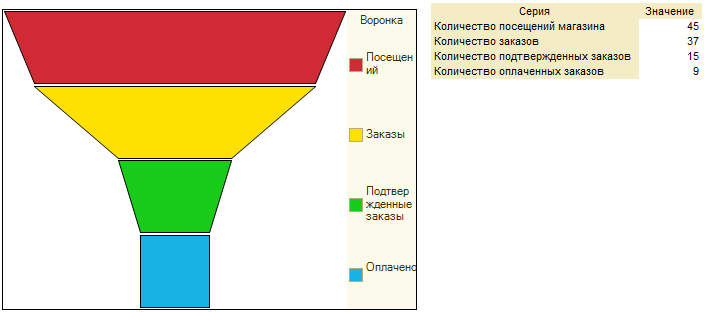 Воронка
Посещен
ий
Заказы
Подтвер
жденные
заказы
Оплачено
Серия Значение
Количество посещений магазина 45
Количество заказов 37
Количество подтвержденных заказов 15
Количество оплаченных заказов 9